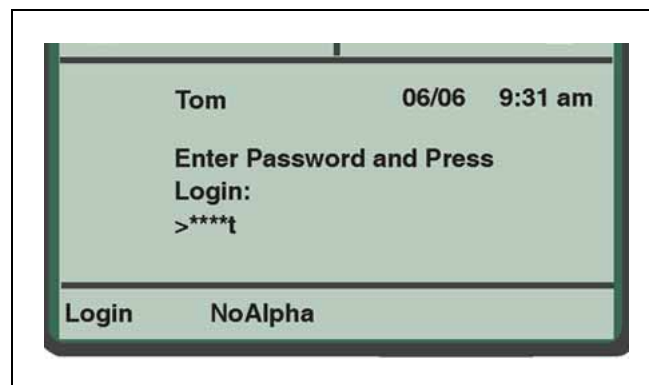 Tom 06/06 9:31 am
Enter Password and Press
Login:
>****t
Login NoAlpha